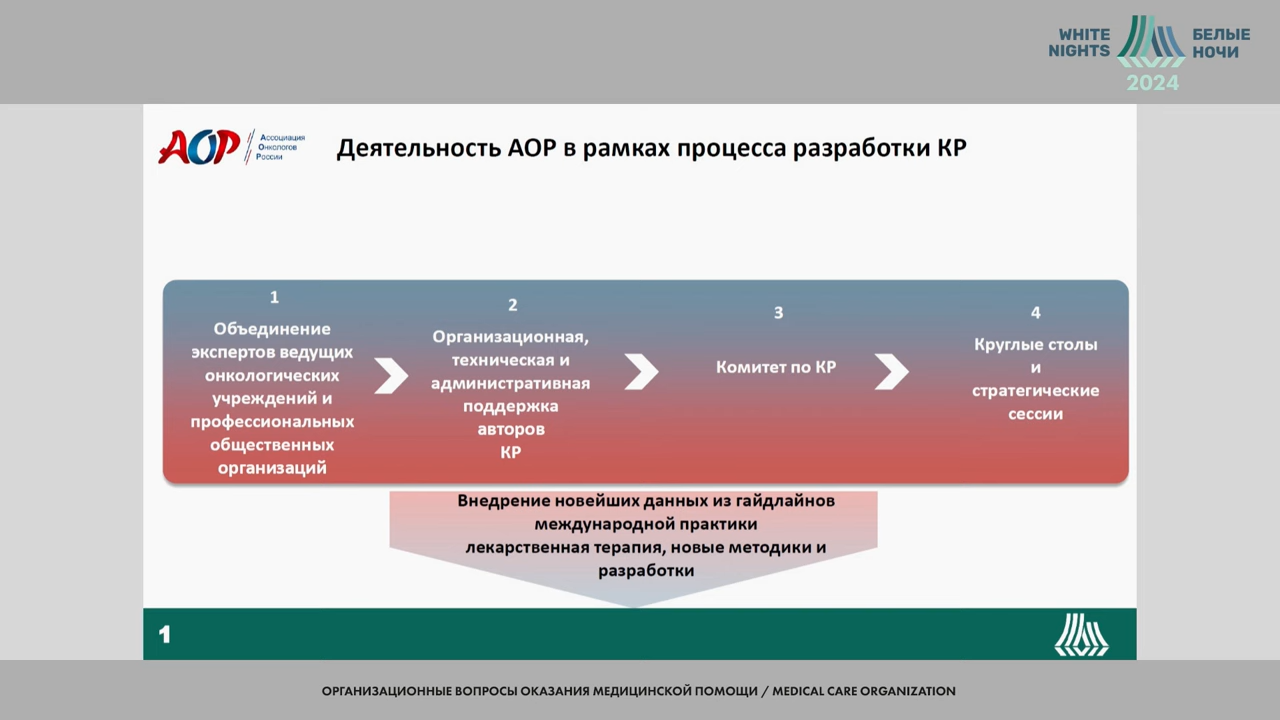 WHITE
NIGHTS
БЕЛЫЕ
НОЧИ
2024
АОР
Ассоциация
Онкологов
России
Деятельность АОР в рамках процесса разработки КР
1
Объединение
экспертов ведущих
онкологических
учреждений и
профессиональных
общественных
организаций
2
Организационная,
техническая и
административная
поддержка
авторов
КР
3
Комитет по КР
4
Круглые столы
и
стратегические
сессии
Внедрение новейших данных из гайдлайнов
международной практики
лекарственная терапия, новые методики и
разработки
1
ОРГАНИЗАЦИОННЫЕ ВОПРОСЫ ОКАЗАНИЯ МЕДИЦИНСКОЙ ПОМОЩИ / MEDICAL CARE ORGANIZATION